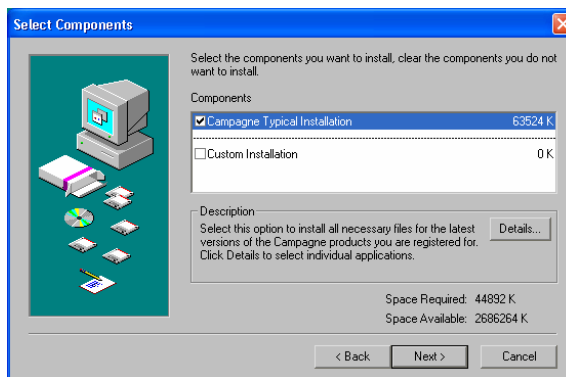 Select Components
Select the components you want to install, clear the components you do not
want to install.
Components
Campagne Typical Installation 63524 K
Custom Installation 0 K
Description
Select this option to install all necessary files for the latest
versions of the Campagne products you are registered for.
Click Details to select individual applications.
Details...
Space Required: 44892 K
Space Available: 2686264 K
< Back Next > Cancel